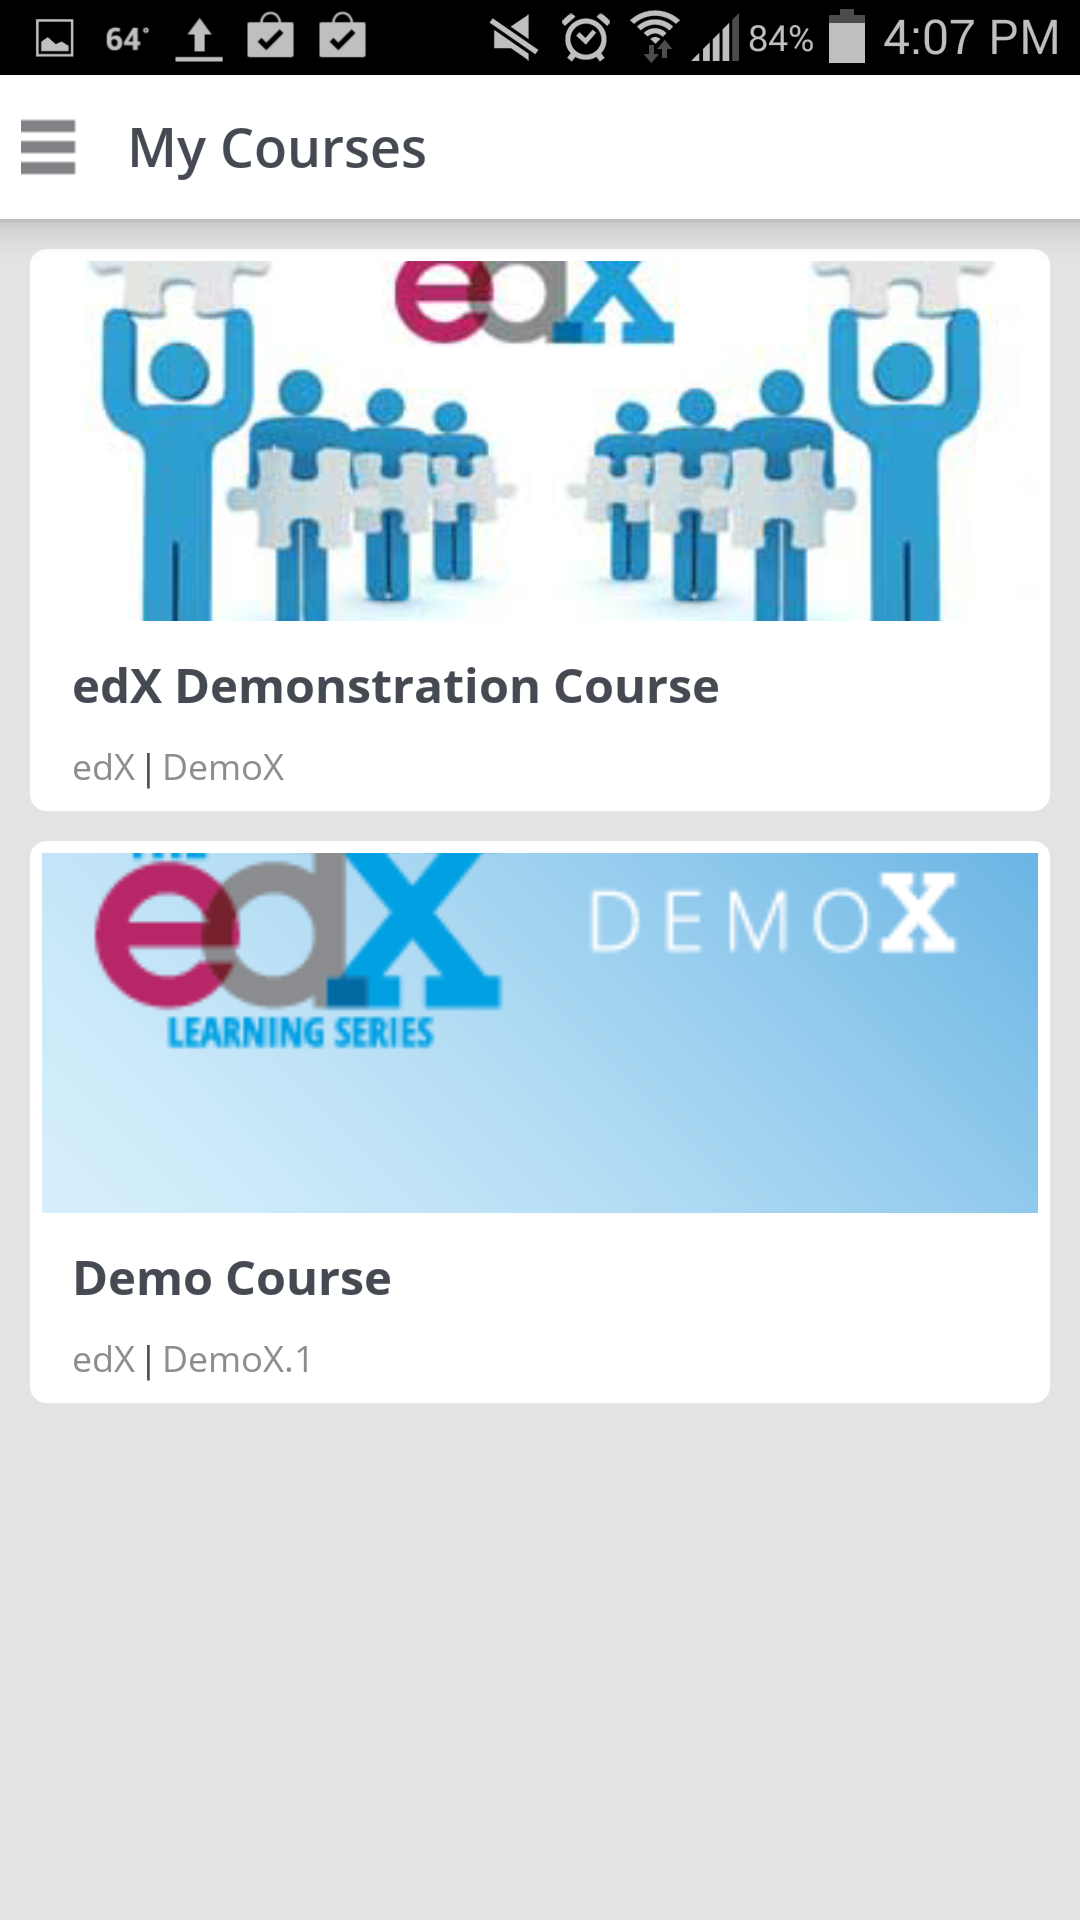 64°
84%
4:07 PM
My Courses
edX
edX Demonstration Course
edX | DemoX
edX
DEMOX
LEARNING SERIES
Demo Course
edX | DemoX.1